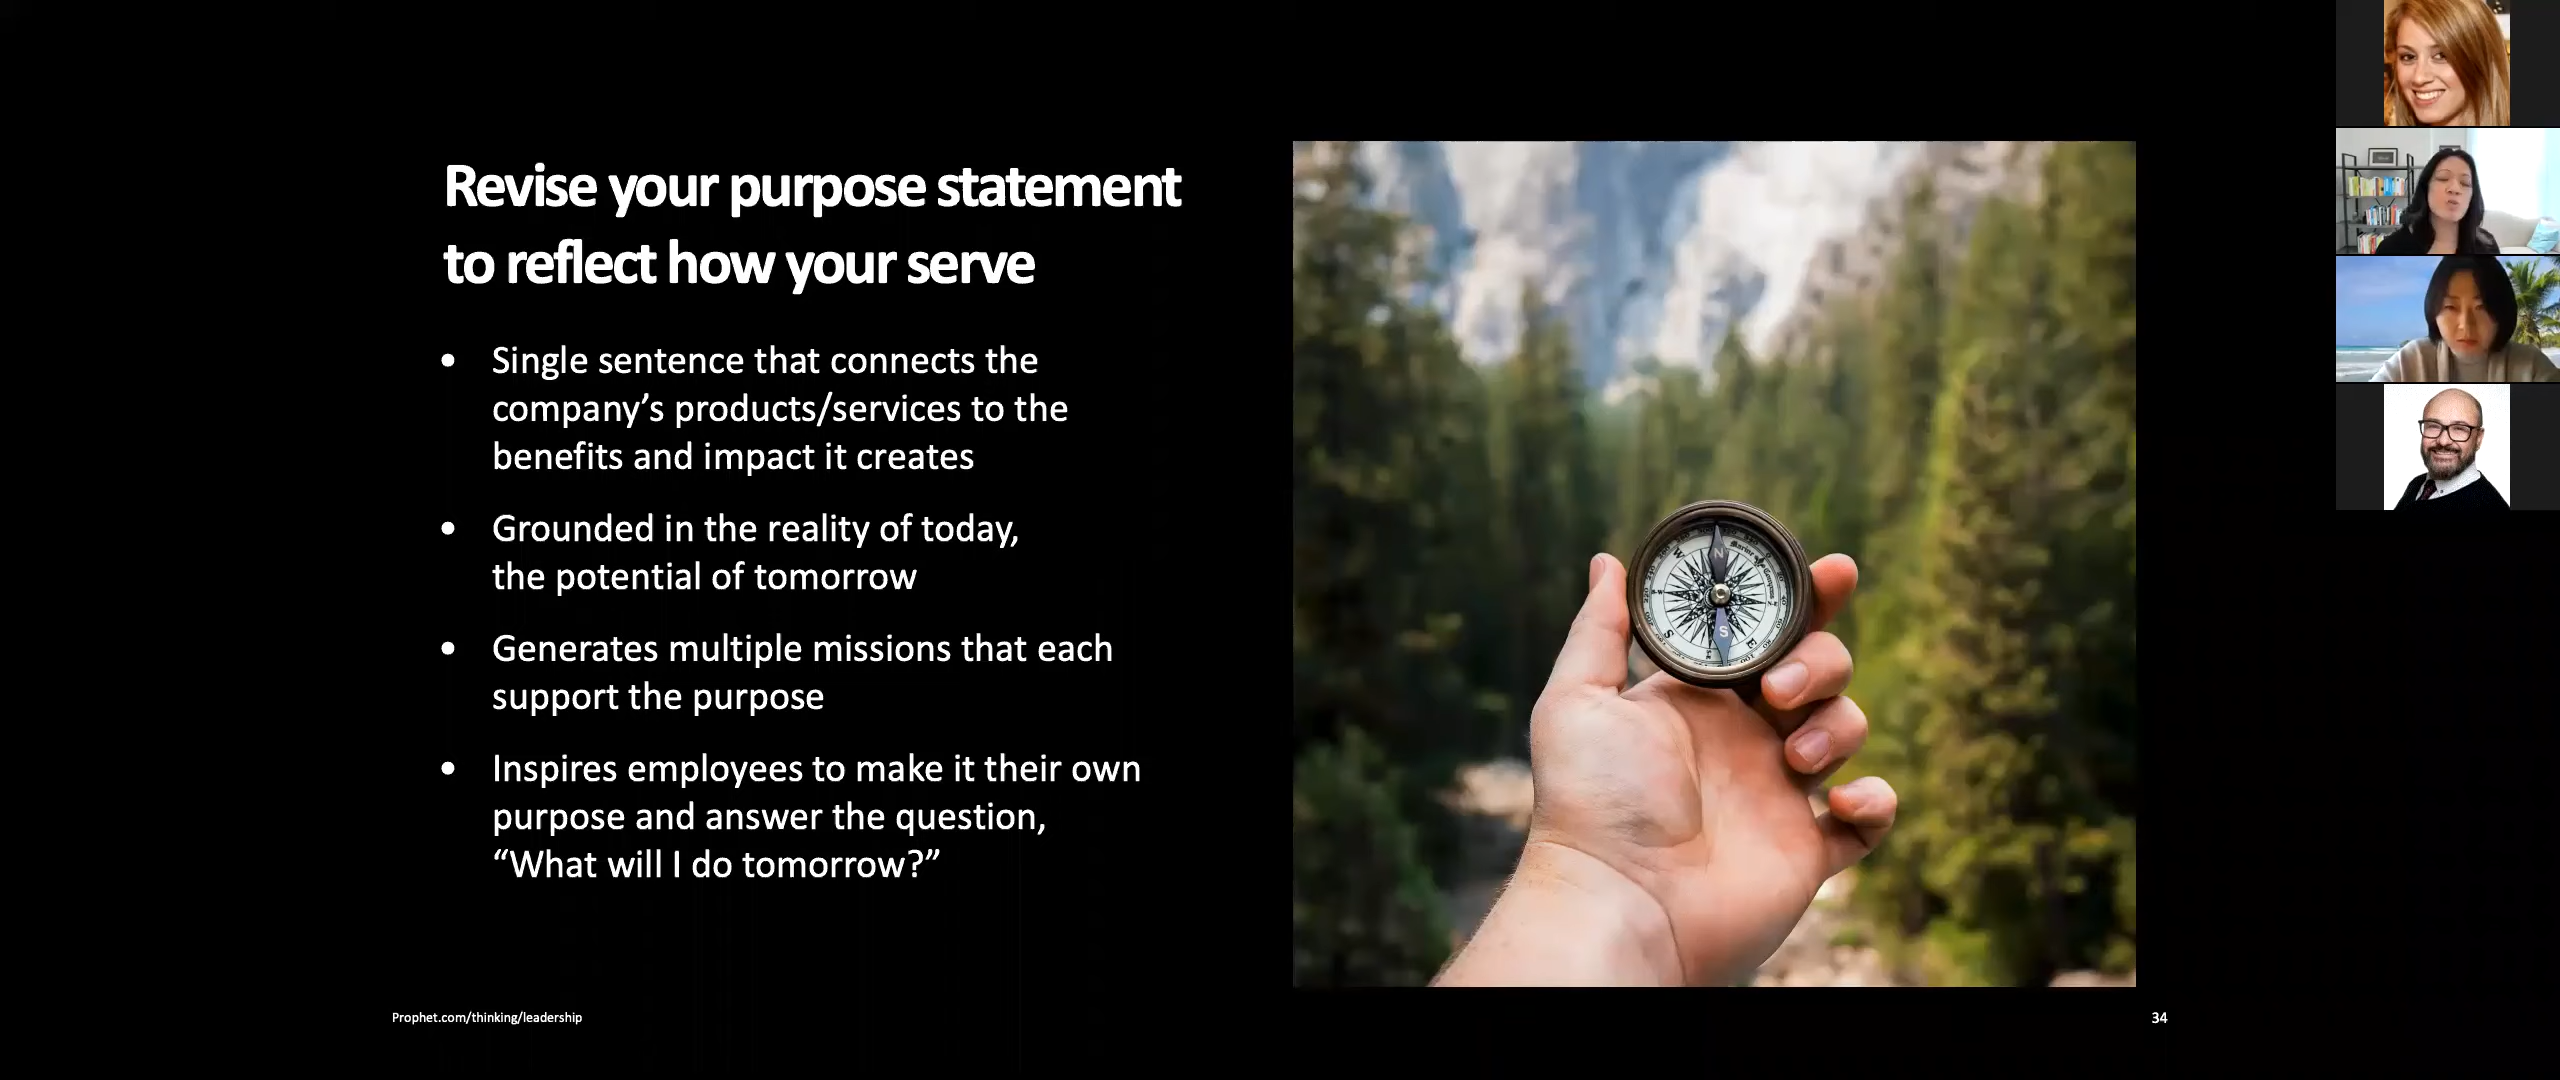 Revise your purpose statement
to reflect how your serve
• Single sentence that connects the
company’s products/services to the
benefits and impact it creates
• Grounded in the reality of today,
the potential of tomorrow
• Generates multiple missions that each
support the purpose
• Inspires employees to make it their own
purpose and answer the question,
“What will I do tomorrow?”
N
S
Prophet.com/thinking/leadership
34